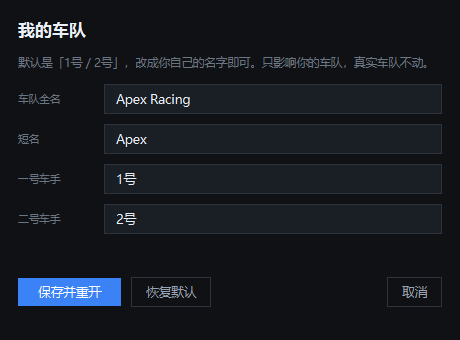 我的车队
默认是「1号 / 2号」，改成你自己的名字即可。只影响你的车队，真实车队不动。
车队全名
Apex Racing
短名
Apex
一号车手
1号
二号车手
2号
保存并重开
恢复默认
取消